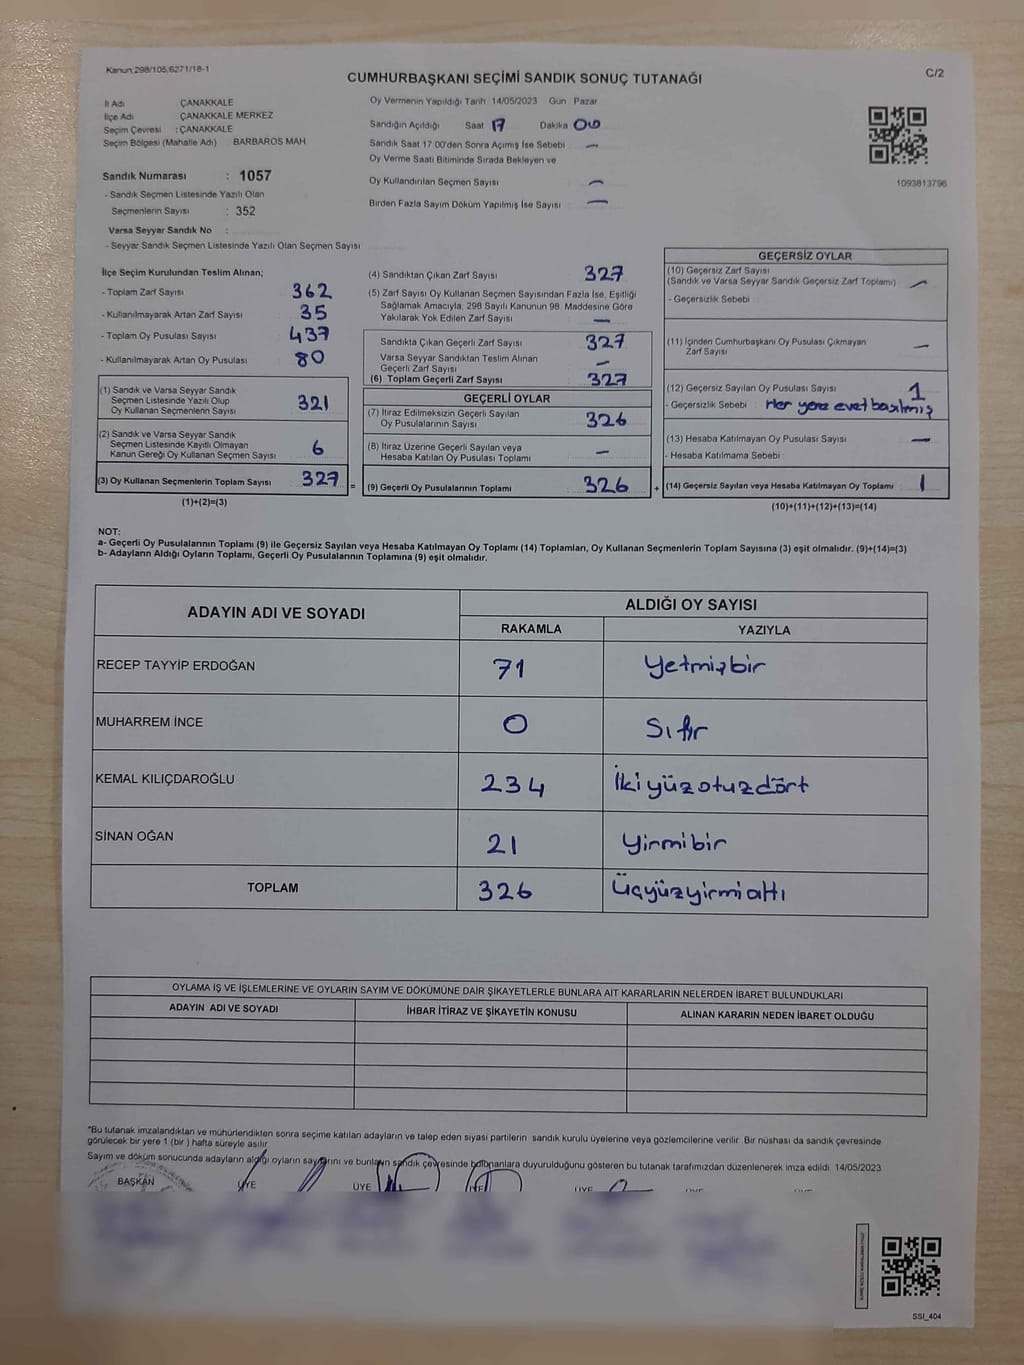 Kanun:298/105;6271/18-1
CUMHURBAŞKANI SEÇİMİ SANDIK SONUÇ TUTANAĞI
C/2
İl Adı ÇANAKKALE
İlçe Adı ÇANAKKALE MERKEZ
Seçim Çevresi : ÇANAKKALE
Seçim Bölgesi (Mahalle Adı) BARBAROS MAH
Oy Vermenin Yapıldığı Tarih : 14/05/2023 Gün : Pazar
Sandığın Açıldığı Saat 17 Dakika 00
Sandık Saat 17.00'den Sonra Açımış İse Sebebi —
Oy Verme Saati Bitiminde Sırada Bekleyen ve
Oy Kullandırılan Seçmen Sayısı —
Birden Fazla Sayım Döküm Yapılmış İse Sayısı —
1093813796
Sandık Numarası : 1057
- Sandık Seçmen Listesinde Yazılı Olan
Seçmenlerin Sayısı : 352
Varsa Seyyar Sandık No :
- Seyyar Sandık Seçmen Listesinde Yazılı Olan Seçmen Sayısı
İlçe Seçim Kurulundan Teslim Alınan;
- Toplam Zarf Sayısı 362
- Kullanılmayarak Artan Zarf Sayısı 35
- Toplam Oy Pusulası Sayısı 437
- Kullanılmayarak Artan Oy Pusulası 80
(1) Sandık ve Varsa Seyyar Sandık
Seçmen Listesinde Yazılı Olup
Oy Kullanan Seçmenlerin Sayısı 321
(2) Sandık ve Varsa Seyyar Sandık
Seçmen Listesinde Kayıtlı Olmayan
Kanun Gereği Oy Kullanan Seçmen Sayısı 6
(3) Oy Kullanan Seçmenlerin Toplam Sayısı 327 =
(1)+(2)=(3)
(4) Sandıktan Çıkan Zarf Sayısı 327
(5) Zarf Sayısı Oy Kullanan Seçmen Sayısından Fazla İse, Eşitliği
Sağlamak Amacıyla; 298 Sayılı Kanunun 98. Maddesine Göre
Yakılarak Yok Edilen Zarf Sayısı —
Sandıkta Çıkan Geçerli Zarf Sayısı 327
Varsa Seyyar Sandıktan Teslim Alınan
Geçerli Zarf Sayısı —
(6) Toplam Geçerli Zarf Sayısı 327
GEÇERLİ OYLAR
(7) İtiraz Edilmeksizin Geçerli Sayılan
Oy Pusulalarının Sayısı 326
(8) İtiraz Üzerine Geçerli Sayılan veya
Hesaba Katılan Oy Pusulası Toplamı —
(9) Geçerli Oy Pusulalarının Toplamı 326 +
GEÇERSİZ OYLAR
(10) Geçersiz Zarf Sayısı
(Sandık ve Varsa Seyyar Sandık Geçersiz Zarf Toplamı) —
- Geçersizlik Sebebi :
(11) İçinden Cumhurbaşkanı Oy Pusulası Çıkmayan
Zarf Sayısı —
(12) Geçersiz Sayılan Oy Pusulası Sayısı 1
- Geçersizlik Sebebi : Her yere evet basılmış
(13) Hesaba Katılmayan Oy Pusulası Sayısı —
- Hesaba Katılmama Sebebi :
(14) Geçersiz Sayılan veya Hesaba Katılmayan Oy Toplamı 1
(10)+(11)+(12)+(13)=(14)
NOT:
a- Geçerli Oy Pusulalarının Toplamı (9) ile Geçersiz Sayılan veya Hesaba Katılmayan Oy Toplamı (14) Toplamları, Oy Kullanan Seçmenlerin Toplam Sayısına (3) eşit olmalıdır. (9)+(14)=(3)
b- Adayların Aldığı Oyların Toplamı, Geçerli Oy Pusulalarının Toplamına (9) eşit olmalıdır.
ADAYIN ADI VE SOYADI ALDIĞI OY SAYISI
RAKAMLA YAZIYLA
RECEP TAYYİP ERDOĞAN 71 Yetmişbir
MUHARREM İNCE 0 Sıfır
KEMAL KILIÇDAROĞLU 234 İkiyüzotuzdört
SİNAN OĞAN 21 Yirmibir
TOPLAM 326 Üçyüzyirmialtı
OYLAMA İŞ VE İŞLEMLERİNE VE OYLARIN SAYIM VE DÖKÜMÜNE DAİR ŞİKAYETLERLE BUNLARA AİT KARARLARIN NELERDEN İBARET BULUNDUKLARI
ADAYIN ADI VE SOYADI İHBAR İTİRAZ VE ŞİKAYETİN KONUSU ALINAN KARARIN NEDEN İBARET OLDUĞU
*Bu tutanak imzalandıktan ve mühürlendikten sonra seçime katılan adayların ve talep eden siyasi partilerin sandık kurulu üyelerine veya gözlemcilerine verilir. Bir nüshası da sandık çevresinde
görülecek bir yere 1 (bir ) hafta süreyle asılır.
Sayım ve döküm sonucunda adayların aldığı oyların sayılarını ve bunların sandık çevresinde bulunanlara duyurulduğunu gösteren bu tutanak tarafımızdan düzenlenerek imza edildi. 14/05/2023
BAŞKAN ÜYE ÜYE ÜYE ÜYE
SSI_404